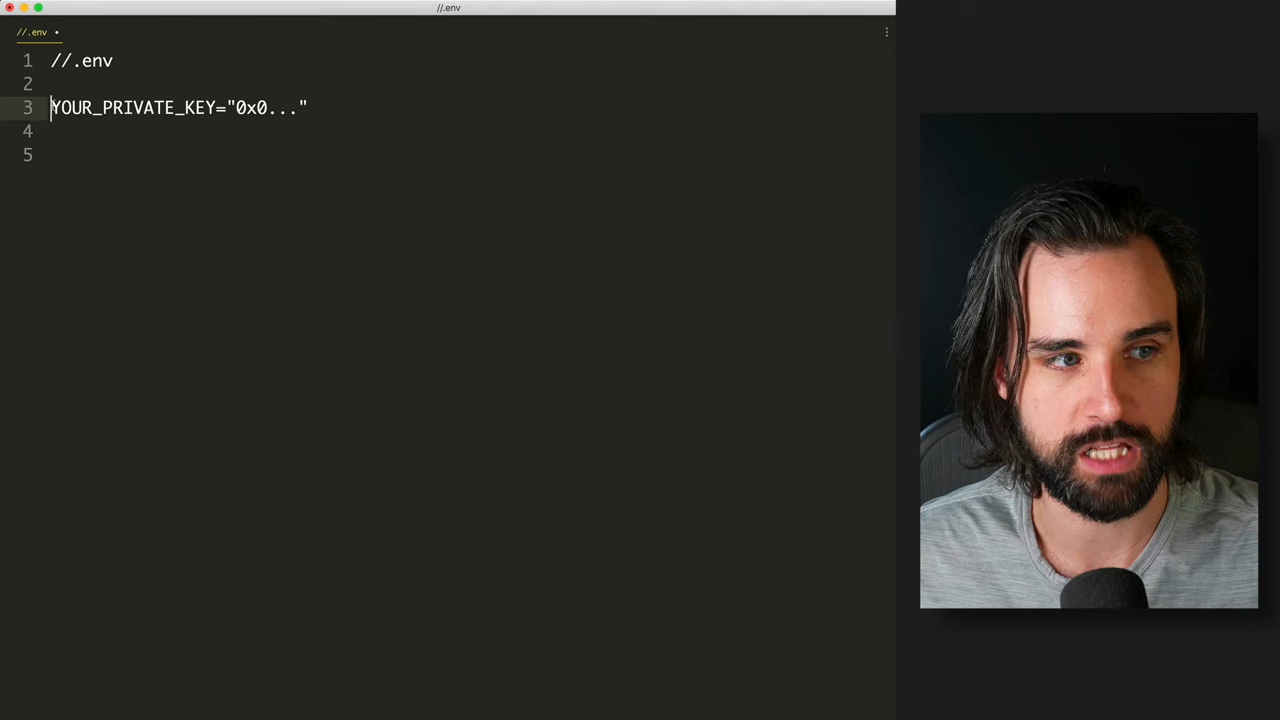 //.env
//.env
1 //.env
2
3 YOUR_PRIVATE_KEY="0x0..."
4
5